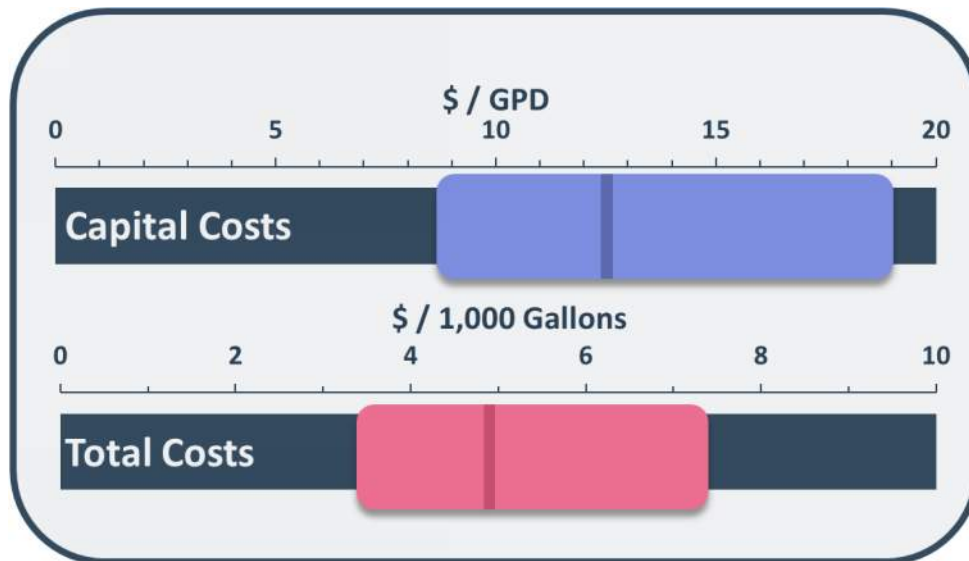 $ / GPD
0 5 10 15 20
Capital Costs
$ / 1,000 Gallons
0 2 4 6 8 10
Total Costs